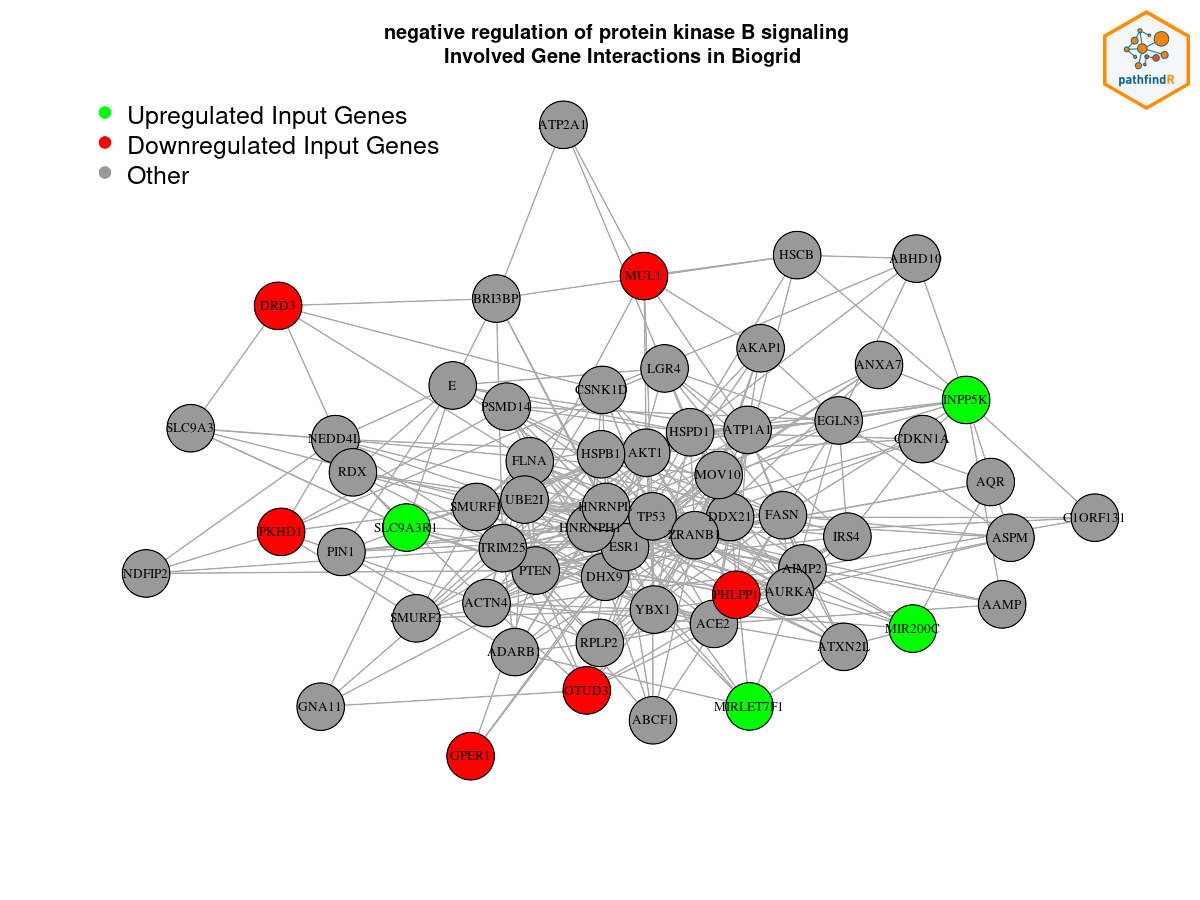 negative regulation of protein kinase B signaling
Involved Gene Interactions in Biogrid
pathfindR
Upregulated Input Genes
Downregulated Input Genes
Other
ATP2A1
HSCB
ABHD10
MUL1
BRI3BP
DRD3
AKAP1
ANXA7
LGR4
E
CSNK1D
INPP5K
PSMD14
EGLN3
SLC9A3
ATP1A1
HSPD1
NEDD4L
CDKN1A
AKT1
HSPB1
FLNA
RDX
MOV10
AQR
UBE2I
SMURF1
HNRNPL
TP53
DDX21
FASN
C1ORF131
SLC9A3R1
HNRNPH1
PKHD1
ZRANB1
IRS4
ASPM
ESR1
TRIM25
PIN1
AIMP2
PTEN
NDFIP2
DHX9
AURKA
PHLPP1
ACTN4
AAMP
YBX1
SMURF2
ACE2
MIR200C
RPLP2
ATXN2L
ADARB
OTUD3
GNA11
MIRLET7F1
ABCF1
GPER1